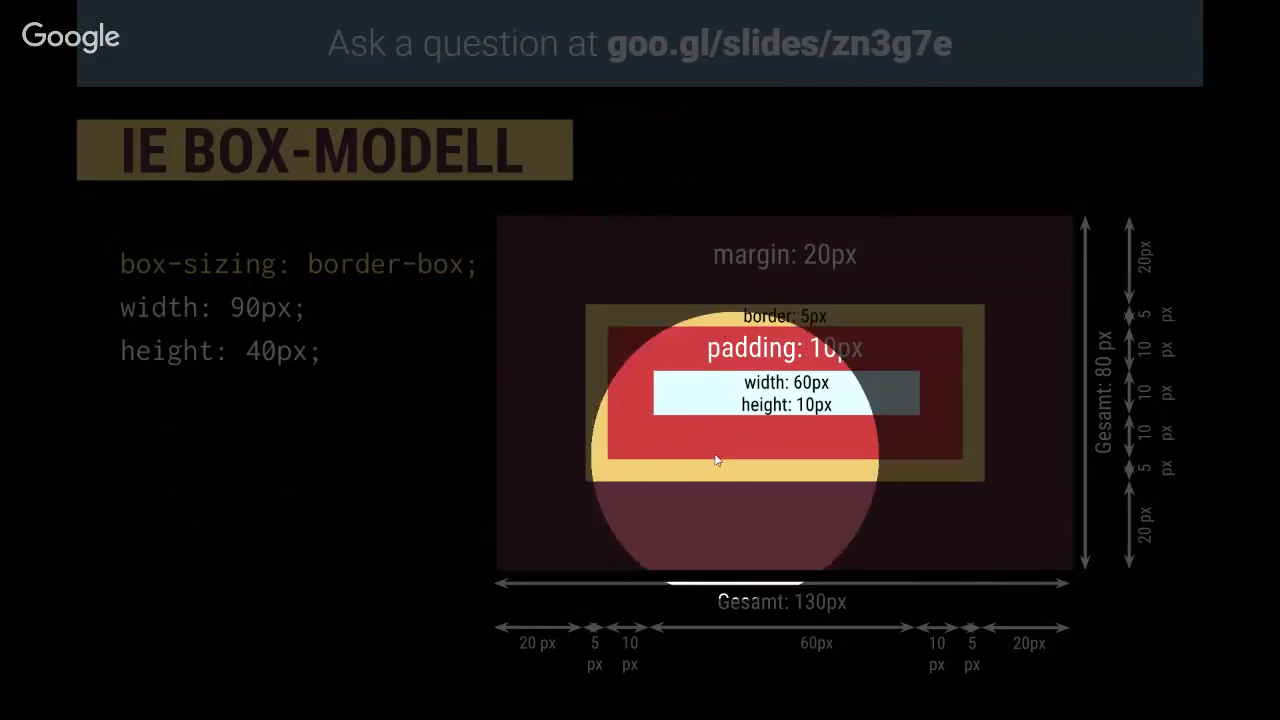 Google
Ask a question at goo.gl/slides/zn3g7e
IE BOX-MODELL
box-sizing: border-box;
width: 90px;
height: 40px;
margin: 20px
border: 5px
padding: 10px
width: 60px
height: 10px
Gesamt: 80 px
20px
5 px
10 px
10 px
10 px
5 px
20 px
Gesamt: 130px
20 px
5 px
10 px
60px
10 px
5 px
20px